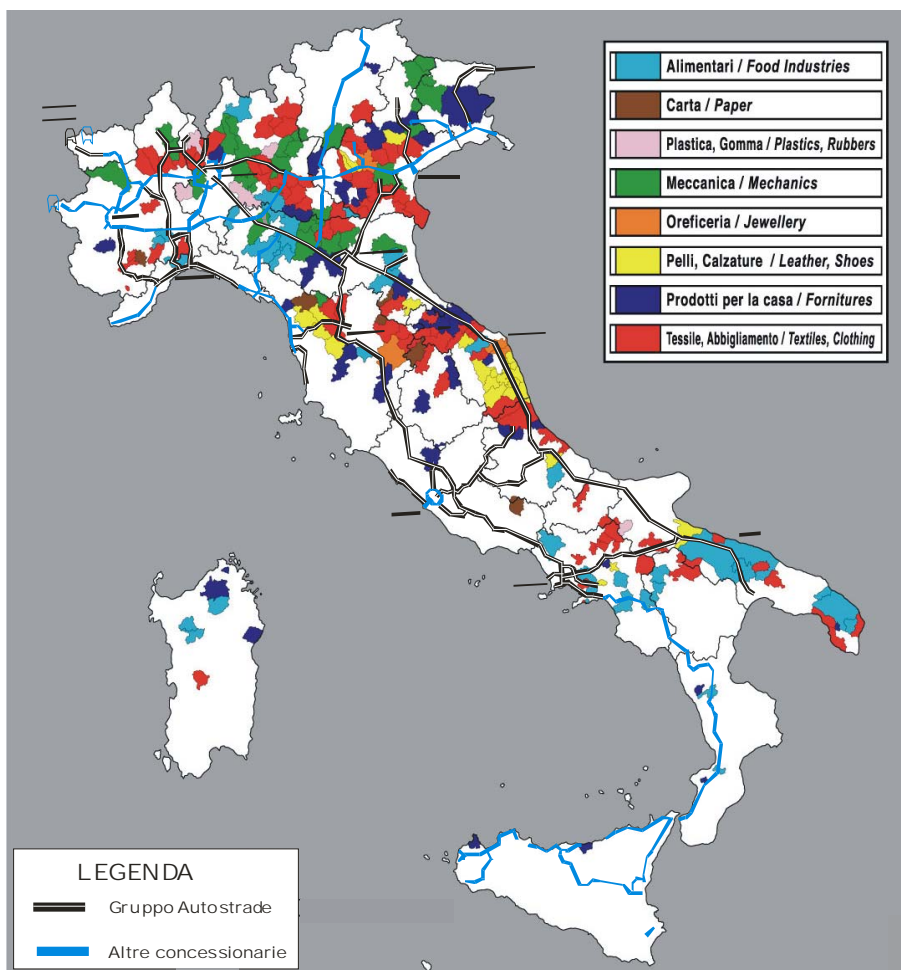 Alimentari / Food Industries
Carta / Paper
Plastica, Gomma / Plastics, Rubbers
Meccanica / Mechanics
Oreficeria / Jewellery
Pelli, Calzature / Leather, Shoes
Prodotti per la casa / Fornitures
Tessile, Abbigliamento / Textiles, Clothing
LEGENDA
Gruppo Autostrade
Altre concessionarie